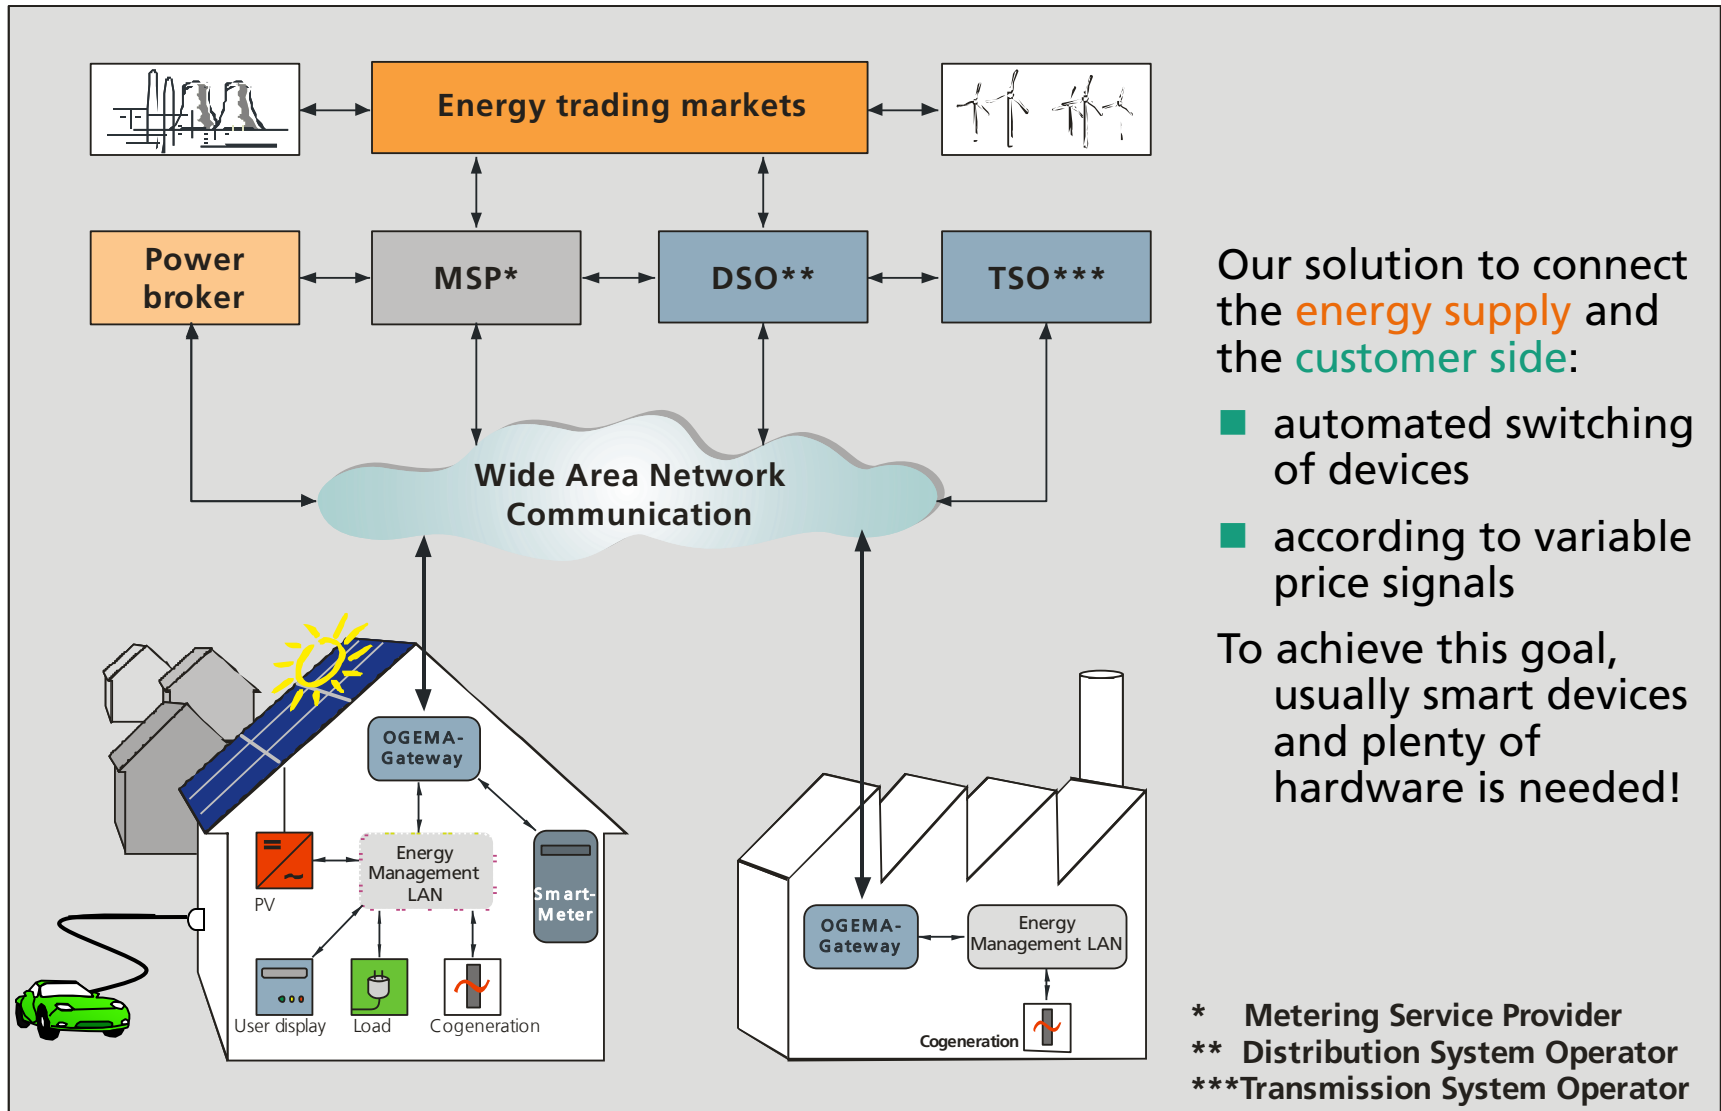 Energy trading markets
Power
broker
MSP*
DSO**
TSO***
Wide Area Network
Communication
OGEMA-
Gateway
Energy
Management
LAN
Smart-
Meter
PV
User display
Load
Cogeneration
OGEMA-
Gateway
Energy
Management LAN
Cogeneration
Our solution to connect
the energy supply and
the customer side:
■ automated switching
of devices
■ according to variable
price signals
To achieve this goal,
usually smart devices
and plenty of
hardware is needed!
* Metering Service Provider
** Distribution System Operator
***Transmission System Operator